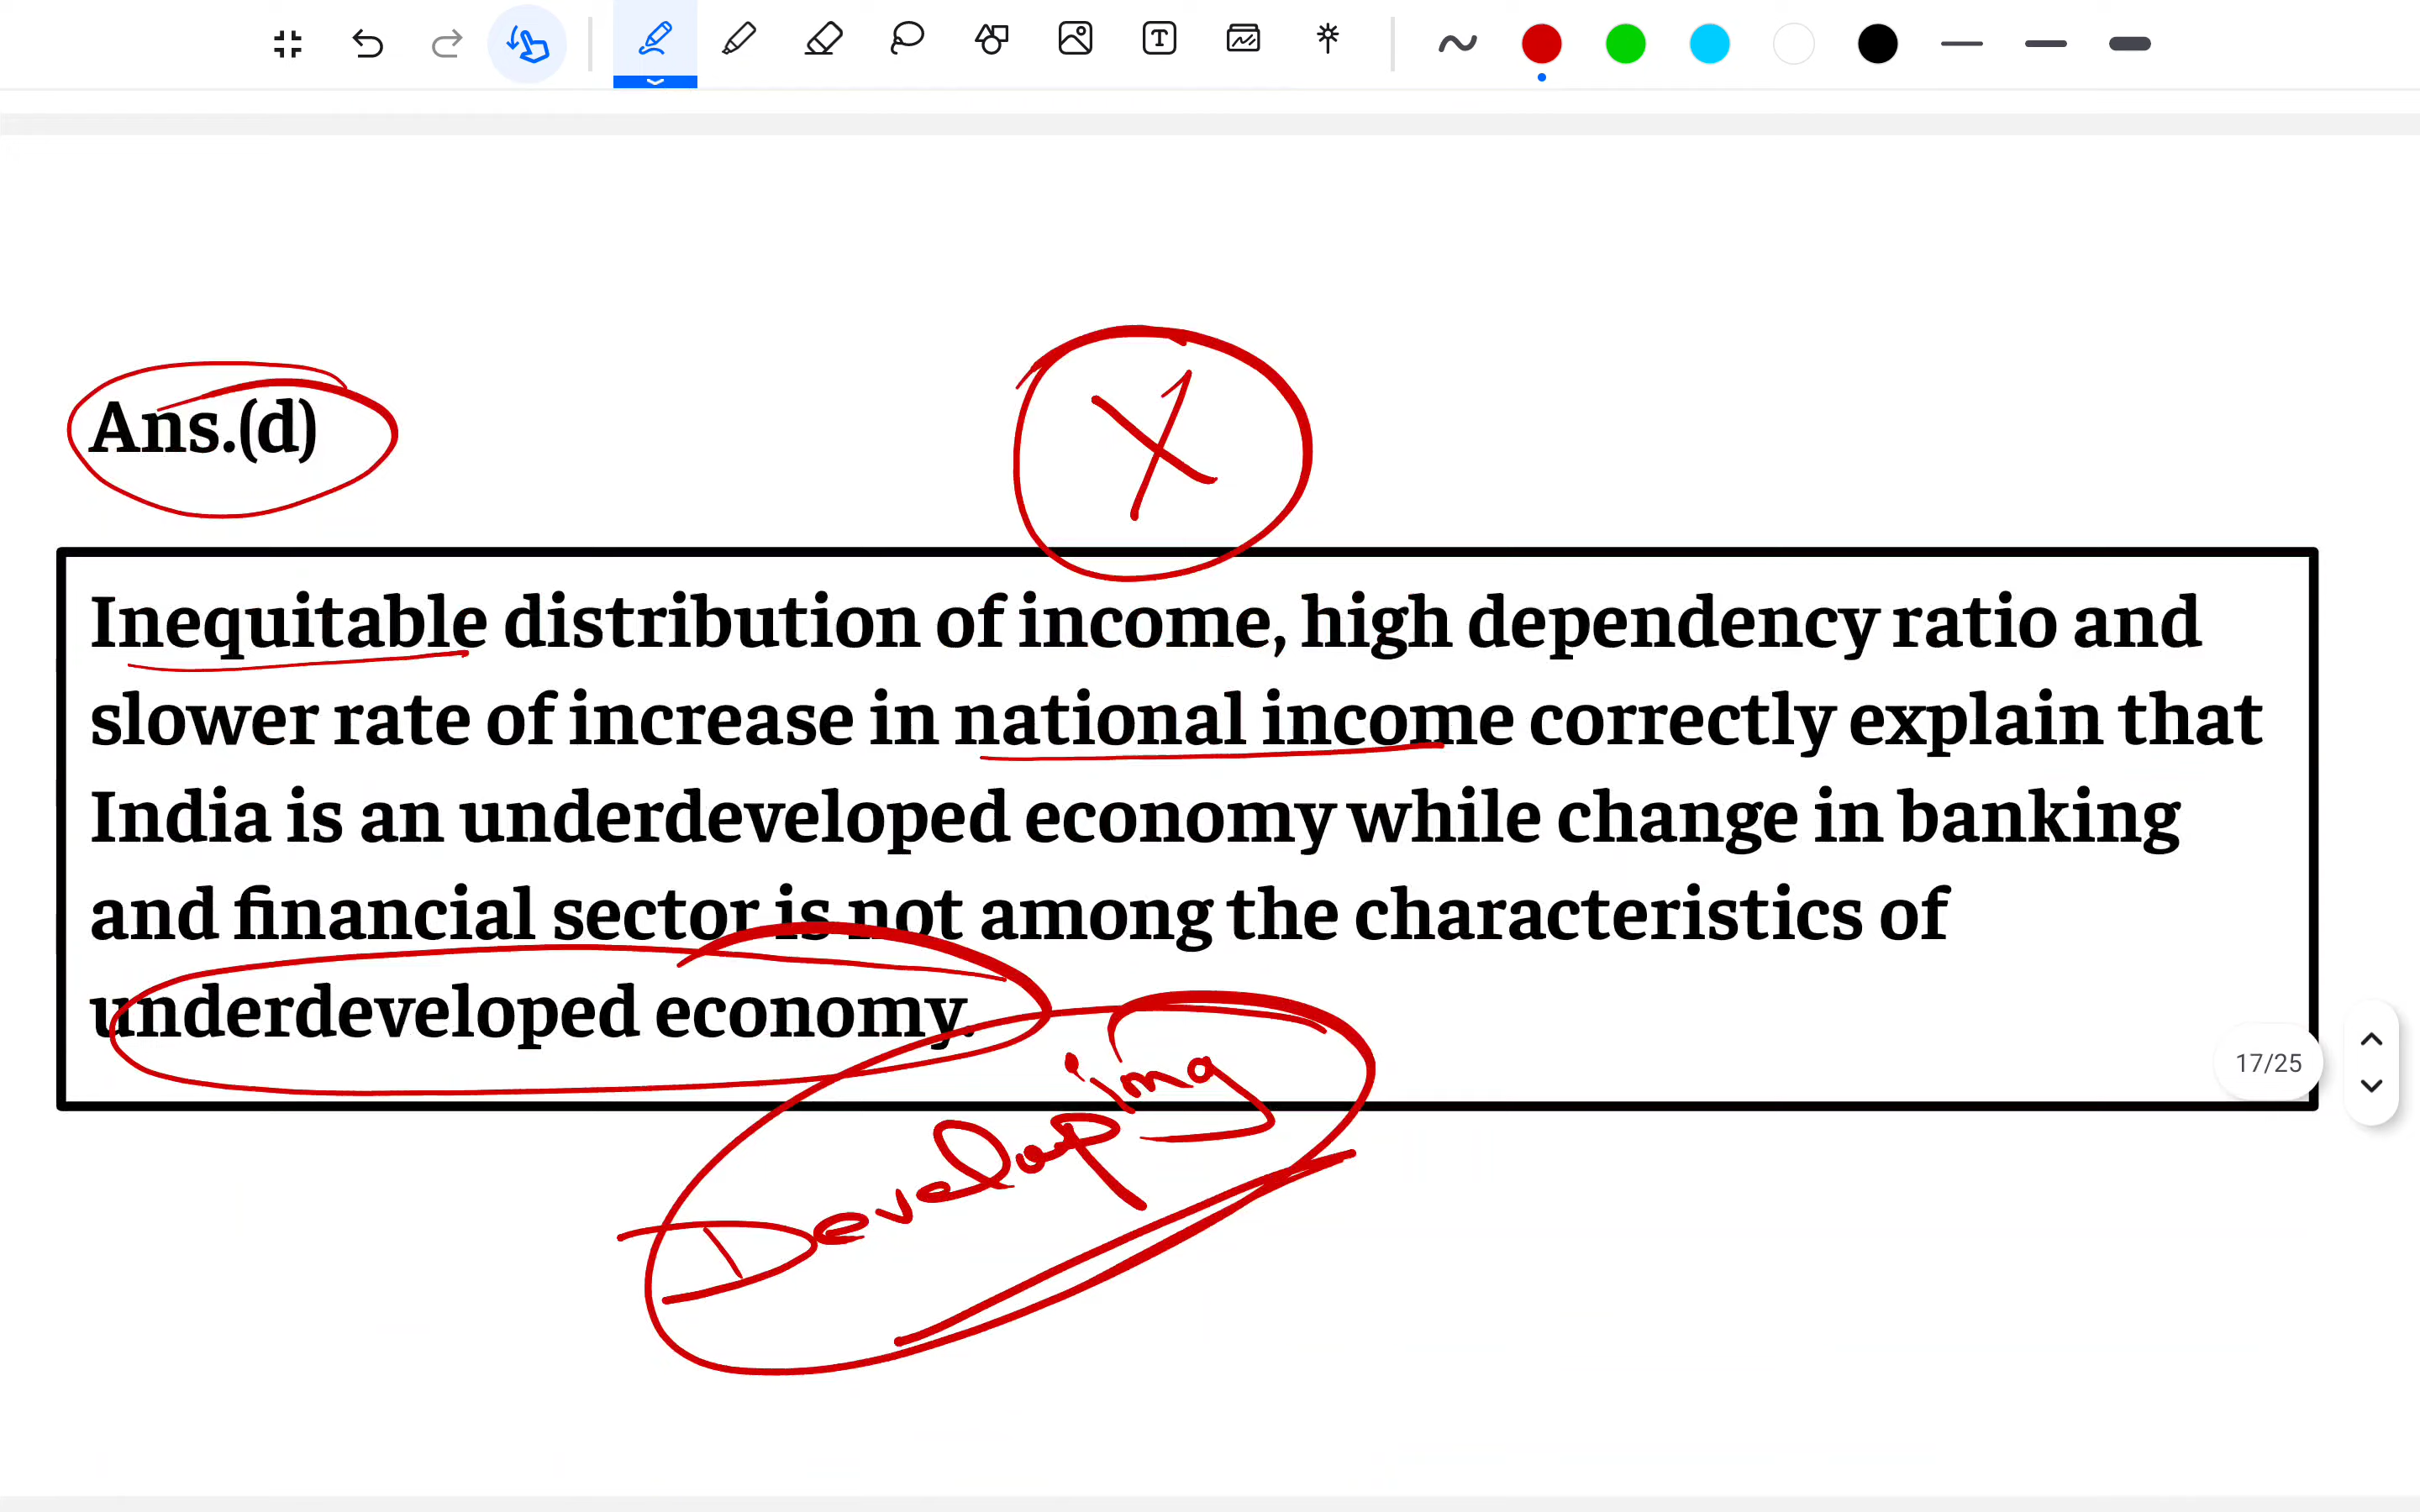 T
Ans.(d)
X
Inequitable distribution of income, high dependency ratio and
slower rate of increase in national income correctly explain that
India is an underdeveloped economy while change in banking
and financial sector is not among the characteristics of
underdeveloped economy.
17/25
Developing